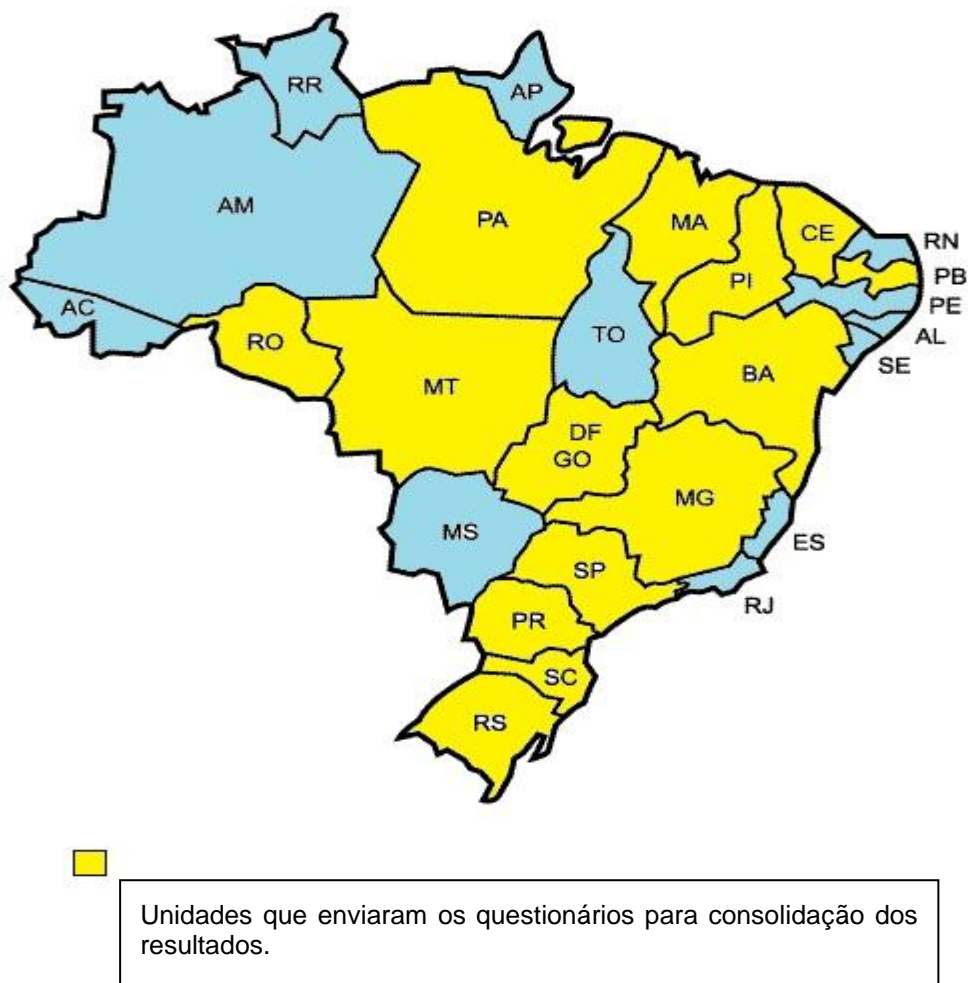 RR
AP
AM
PA
MA
CE
RN
PB
PI
PE
AC
TO
AL
RO
SE
MT
BA
DF
GO
MG
MS
ES
SP
RJ
PR
SC
RS
Unidades que enviaram os questionários para consolidação dos
resultados.